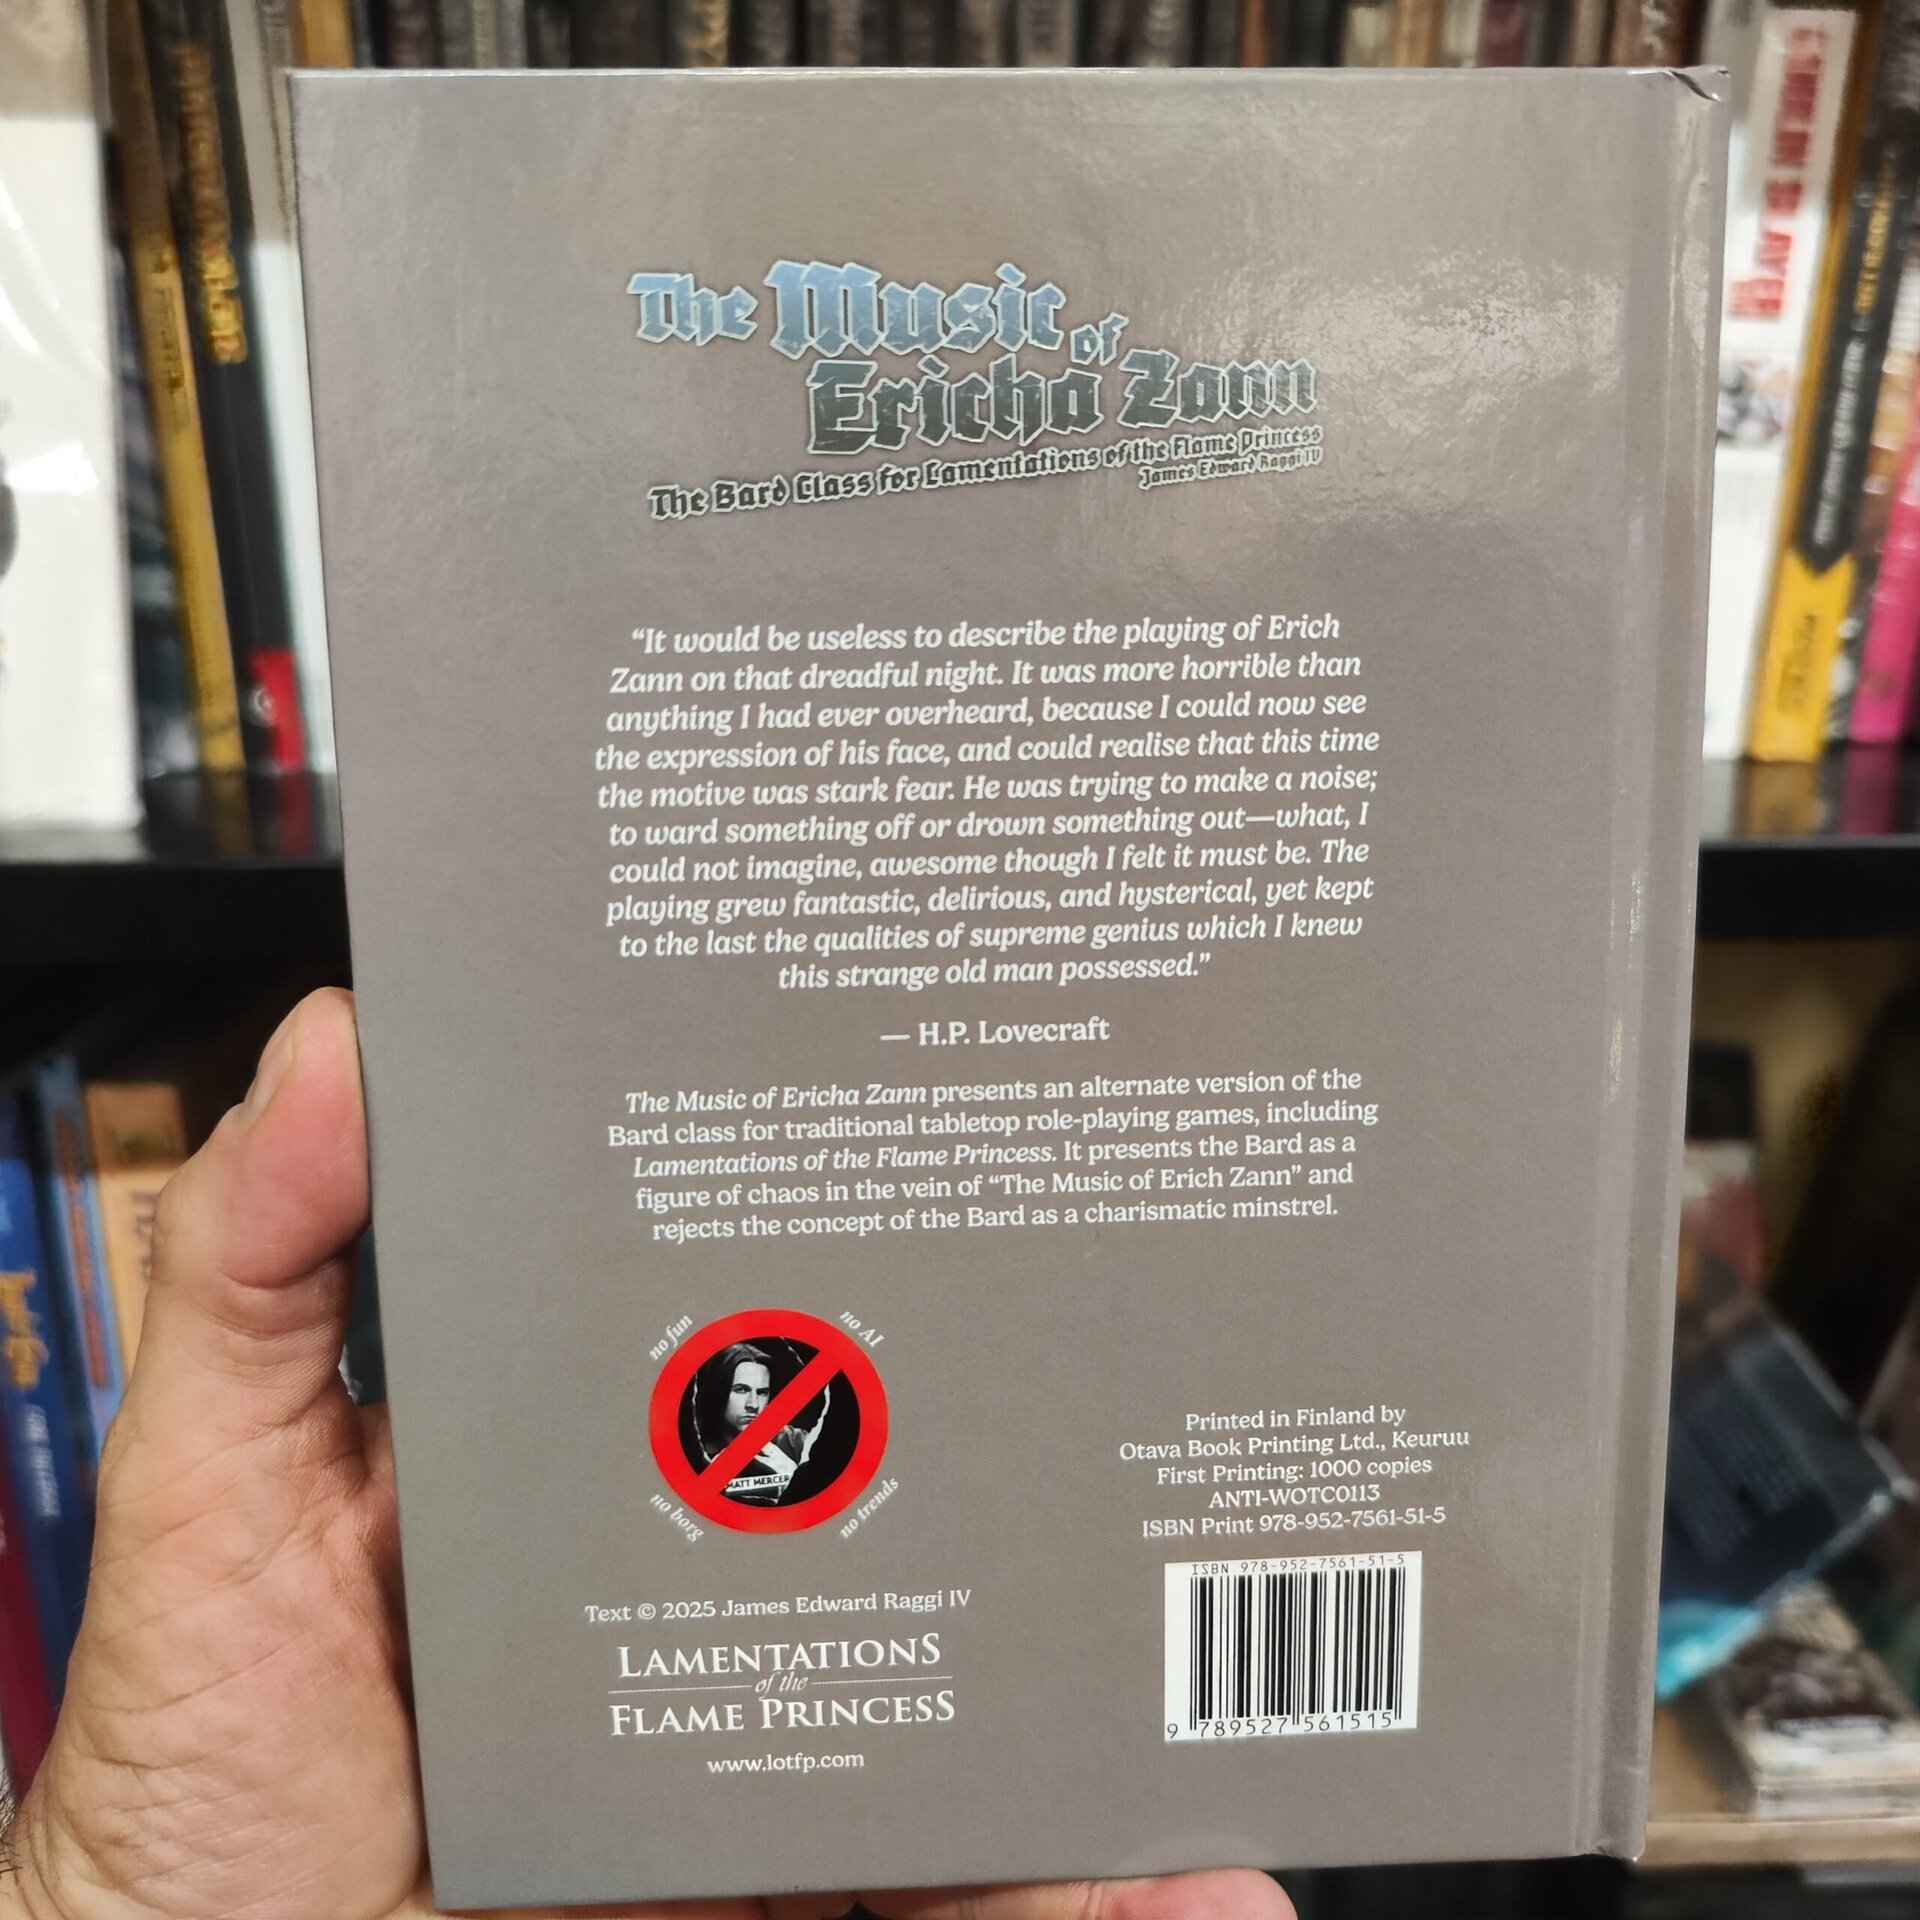 The Music of
Ericha Zann
The Bard Class for Lamentations of the Flame Princess
James Edward Raggi IV
“It would be useless to describe the playing of Erich
Zann on that dreadful night. It was more horrible than
anything I had ever overheard, because I could now see
the expression of his face, and could realise that this time
the motive was stark fear. He was trying to make a noise;
to ward something off or drown something out—what, I
could not imagine, awesome though I felt it must be. The
playing grew fantastic, delirious, and hysterical, yet kept
to the last the qualities of supreme genius which I knew
this strange old man possessed.”
— H.P. Lovecraft
The Music of Ericha Zann presents an alternate version of the
Bard class for traditional tabletop role-playing games, including
Lamentations of the Flame Princess. It presents the Bard as a
figure of chaos in the vein of “The Music of Erich Zann” and
rejects the concept of the Bard as a charismatic minstrel.
no fun
no AI
MATT MERCER
no borg
no trends
Printed in Finland by
Otava Book Printing Ltd., Keuruu
First Printing: 1000 copies
ANTI-WOTC0113
ISBN Print 978-952-7561-51-5
ISBN 978-952-7561-51-5
9 789527 561515
Text © 2025 James Edward Raggi IV
LAMENTATIONS
of the
FLAME PRINCESS
www.lotfp.com